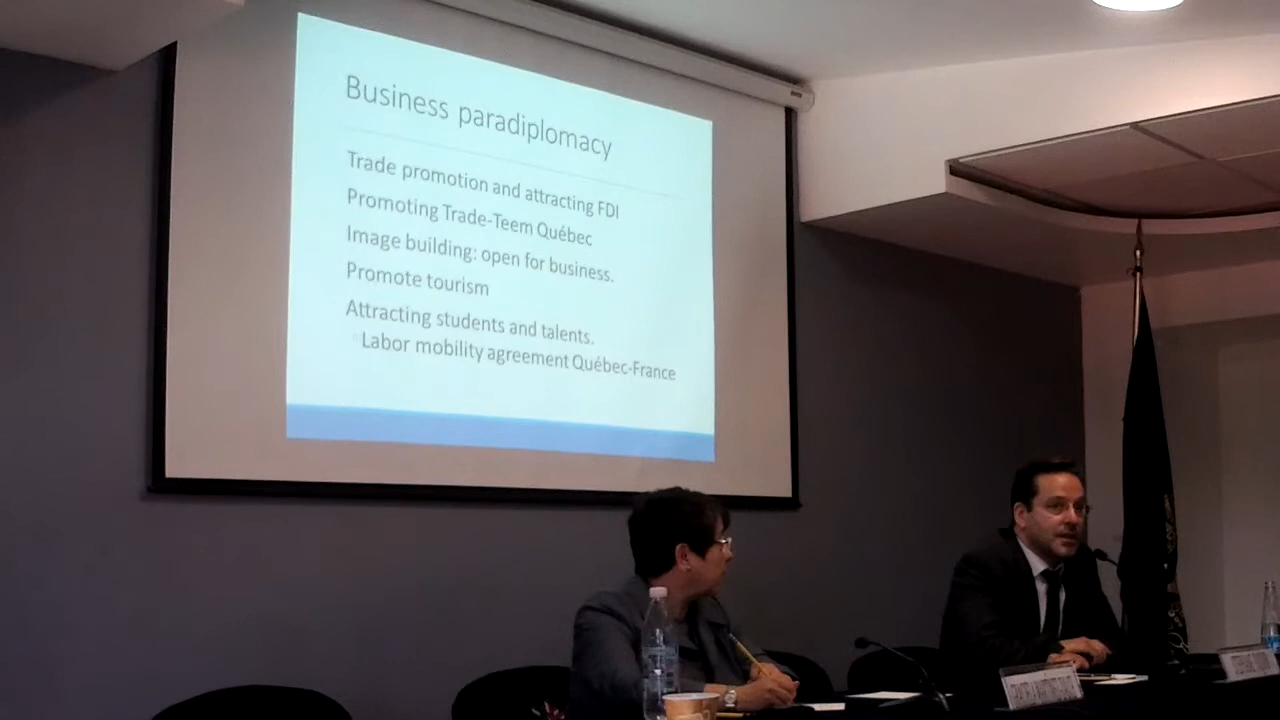 Business paradiplomacy
Trade promotion and attracting FDI
Promoting Trade-Teem Québec
Image building: open for business.
Promote tourism
Attracting students and talents.
Labor mobility agreement Québec-France